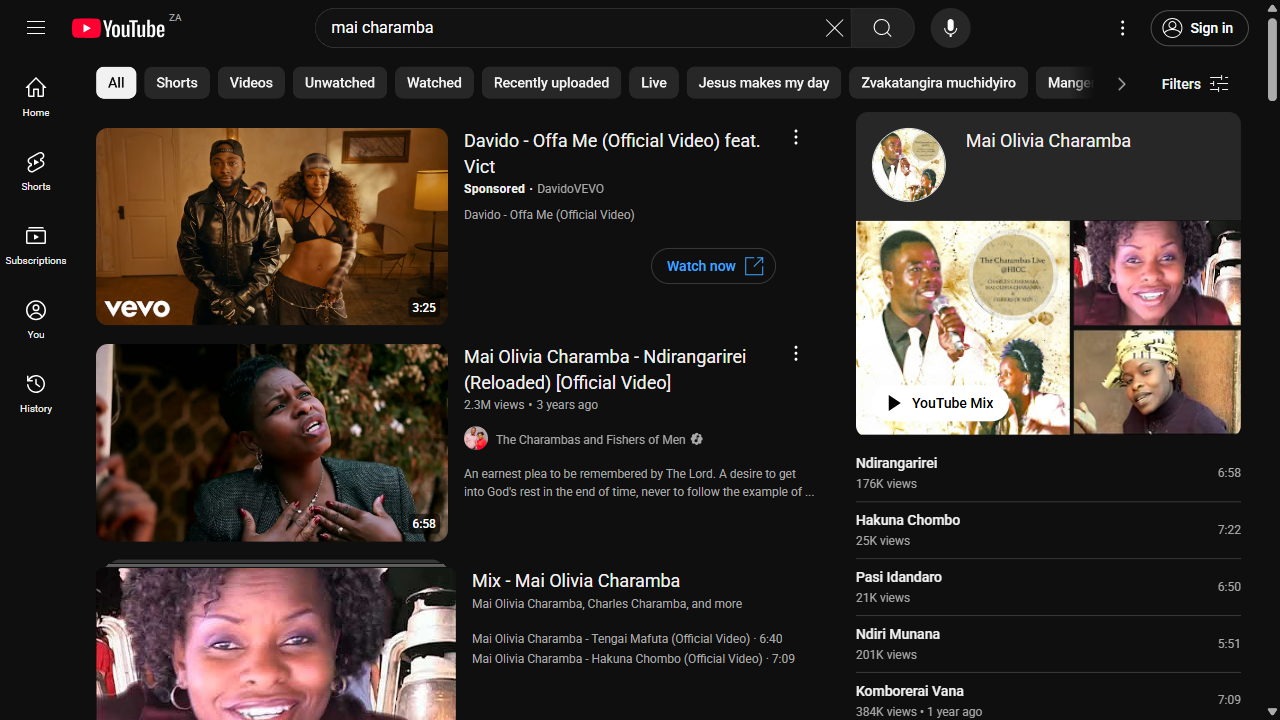 YouTube ZA
mai charamba
Sign in
Home
Shorts
Subscriptions
You
History
All
Shorts
Videos
Unwatched
Watched
Recently uploaded
Live
Jesus makes my day
Zvakatangira muchidyiro
Filters
vevo
3:25
Davido - Offa Me (Official Video) feat.
Vict
Sponsored · DavidoVEVO
Davido - Offa Me (Official Video)
Watch now
6:58
Mai Olivia Charamba - Ndirangarirei
(Reloaded) [Official Video]
2.3M views • 3 years ago
The Charambas and Fishers of Men
An earnest plea to be remembered by The Lord. A desire to get
into God's rest in the end of time, never to follow the example of ...
Mix - Mai Olivia Charamba
Mai Olivia Charamba, Charles Charamba, and more
Mai Olivia Charamba - Tengai Mafuta (Official Video) · 6:40
Mai Olivia Charamba - Hakuna Chombo (Official Video) · 7:09
Mai Olivia Charamba
The Charambas Live
@HICC
CHARLES CHARAMBA
MAI OLIVIA CHARAMBA
&
FISHERS OF MEN
YouTube Mix
Ndirangarirei
176K views
6:58
Hakuna Chombo
25K views
7:22
Pasi Idandaro
21K views
6:50
Ndiri Munana
201K views
5:51
Komborerai Vana
384K views • 1 year ago
7:09